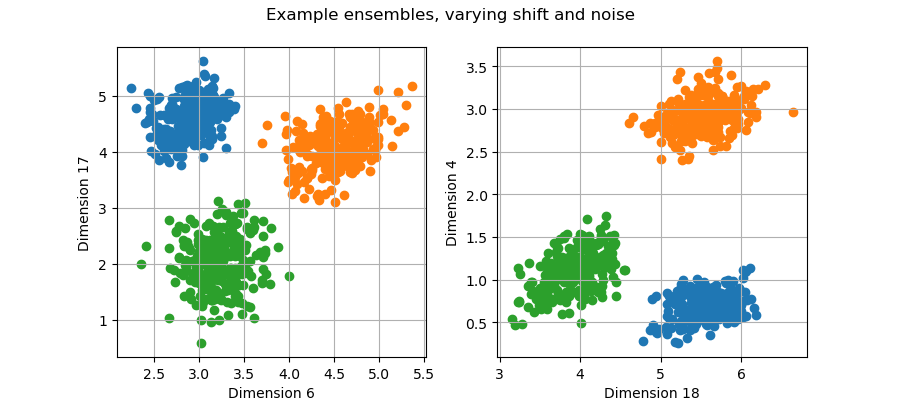 Example ensembles, varying shift and noise
5
4
3
2
1
2.5 3.0 3.5 4.0 4.5 5.0 5.5
Dimension 17
Dimension 6
3.5
3.0
2.5
2.0
1.5
1.0
0.5
3 4 5 6
Dimension 4
Dimension 18